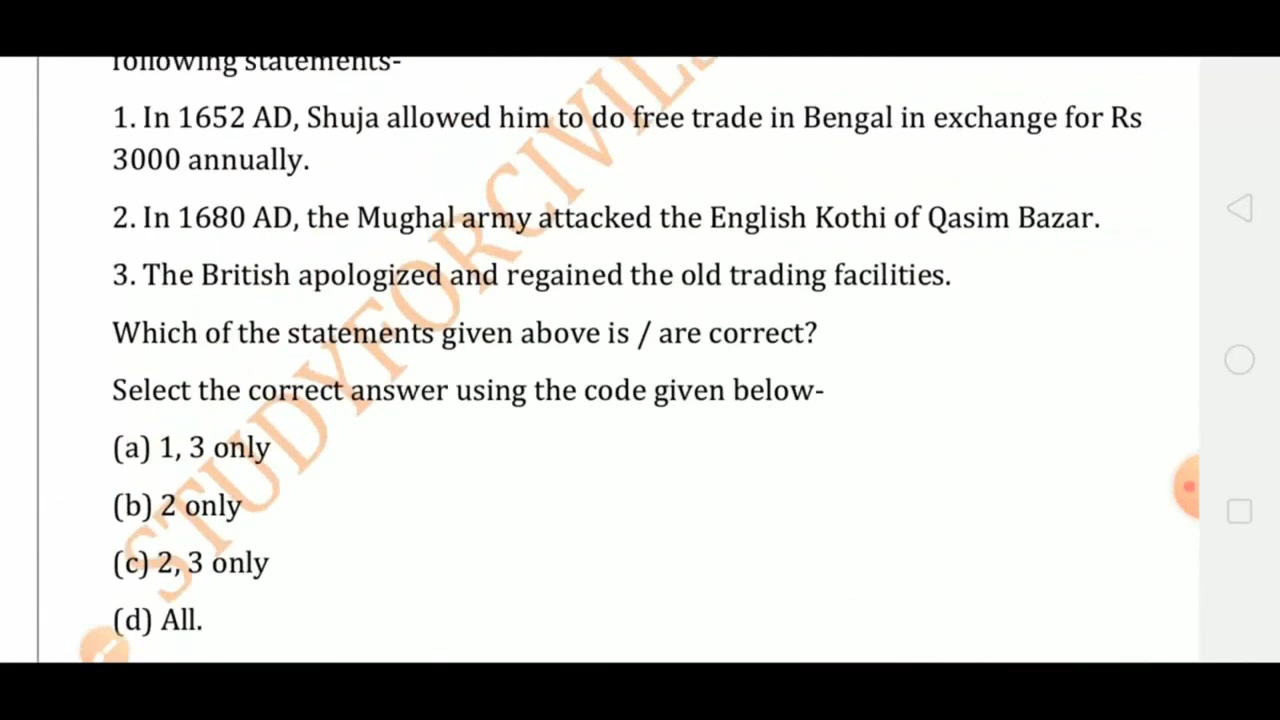 following statements-
1. In 1652 AD, Shuja allowed him to do free trade in Bengal in exchange for Rs
3000 annually.
2. In 1680 AD, the Mughal army attacked the English Kothi of Qasim Bazar.
3. The British apologized and regained the old trading facilities.
Which of the statements given above is / are correct?
Select the correct answer using the code given below-
(a) 1, 3 only
(b) 2 only
(c) 2, 3 only
(d) All.
STUDYFORCIVILS